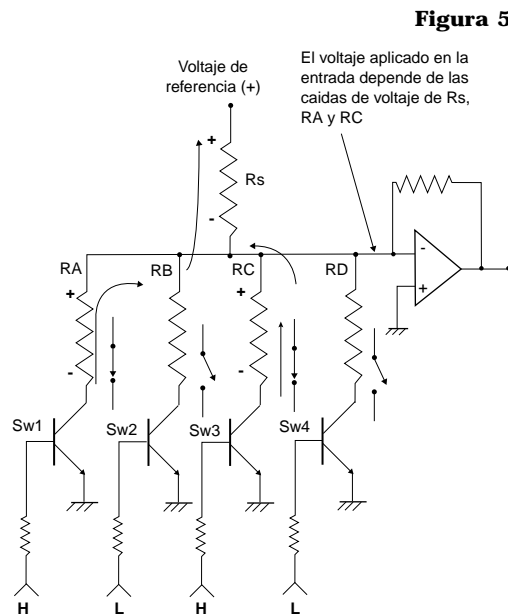 Figura 5
Voltaje de
referencia (+)
El voltaje aplicado en la
entrada depende de las
caidas de voltaje de Rs,
RA y RC
+
Rs
-
RA
RB
RC
RD
-
+
+
-
+
-
Sw1
Sw2
Sw3
Sw4
H
L
H
L